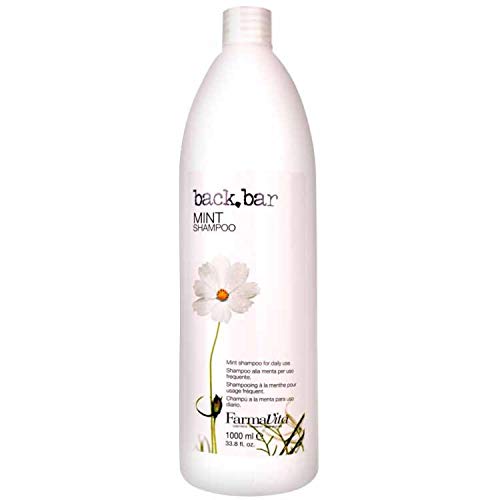 back.bar
MINT
SHAMPOO
Mint shampoo for daily use.
Shampoo alla menta per uso
frequente.
Shampooing à la menthe pour
usage fréquent.
Champú a la menta para uso
diario.
FarmaVita
1000 ml ℮
33.8 fl. oz.